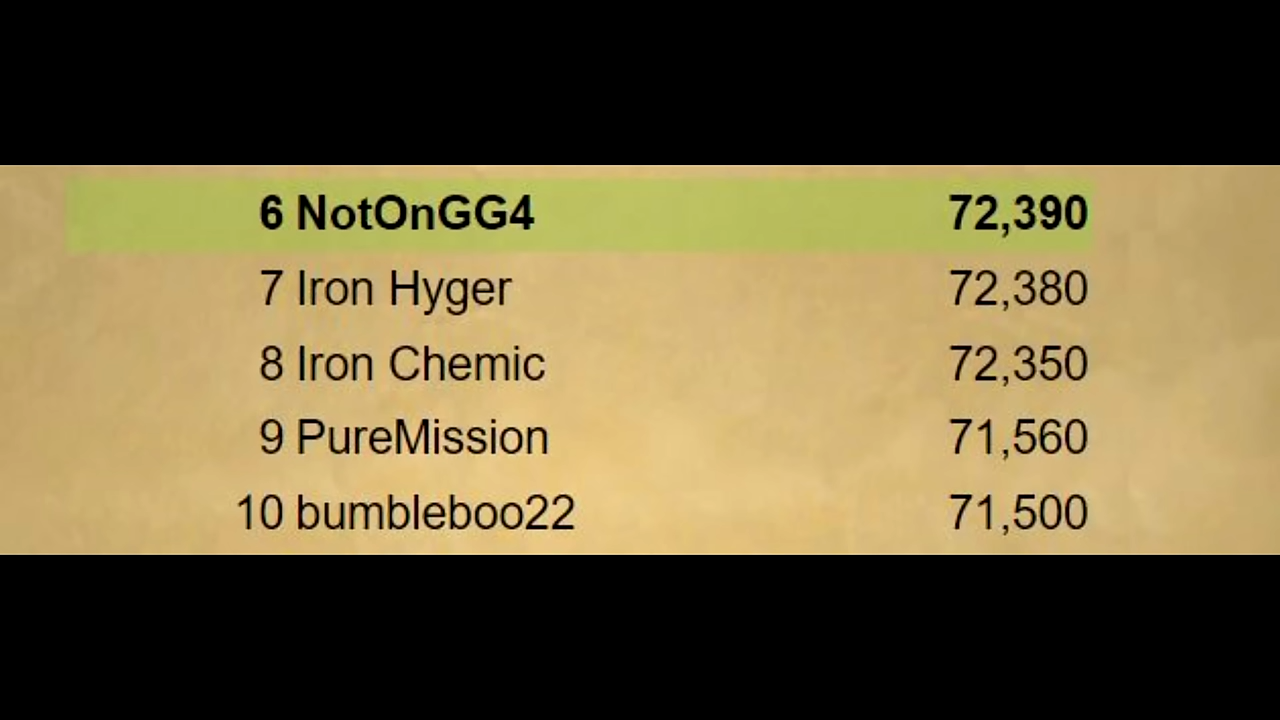 6 NotOnGG4 72,390
7 Iron Hyger 72,380
8 Iron Chemic 72,350
9 PureMission 71,560
10 bumbleboo22 71,500